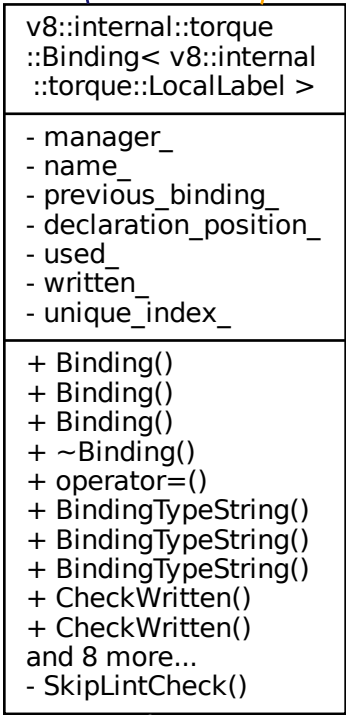 v8::internal::torque
::Binding< v8::internal
::torque::LocalLabel >
- manager_
- name_
- previous_binding_
- declaration_position_
- used_
- written_
- unique_index_
+ Binding()
+ Binding()
+ Binding()
+ ~Binding()
+ operator=()
+ BindingTypeString()
+ BindingTypeString()
+ BindingTypeString()
+ CheckWritten()
+ CheckWritten()
and 8 more...
- SkipLintCheck()